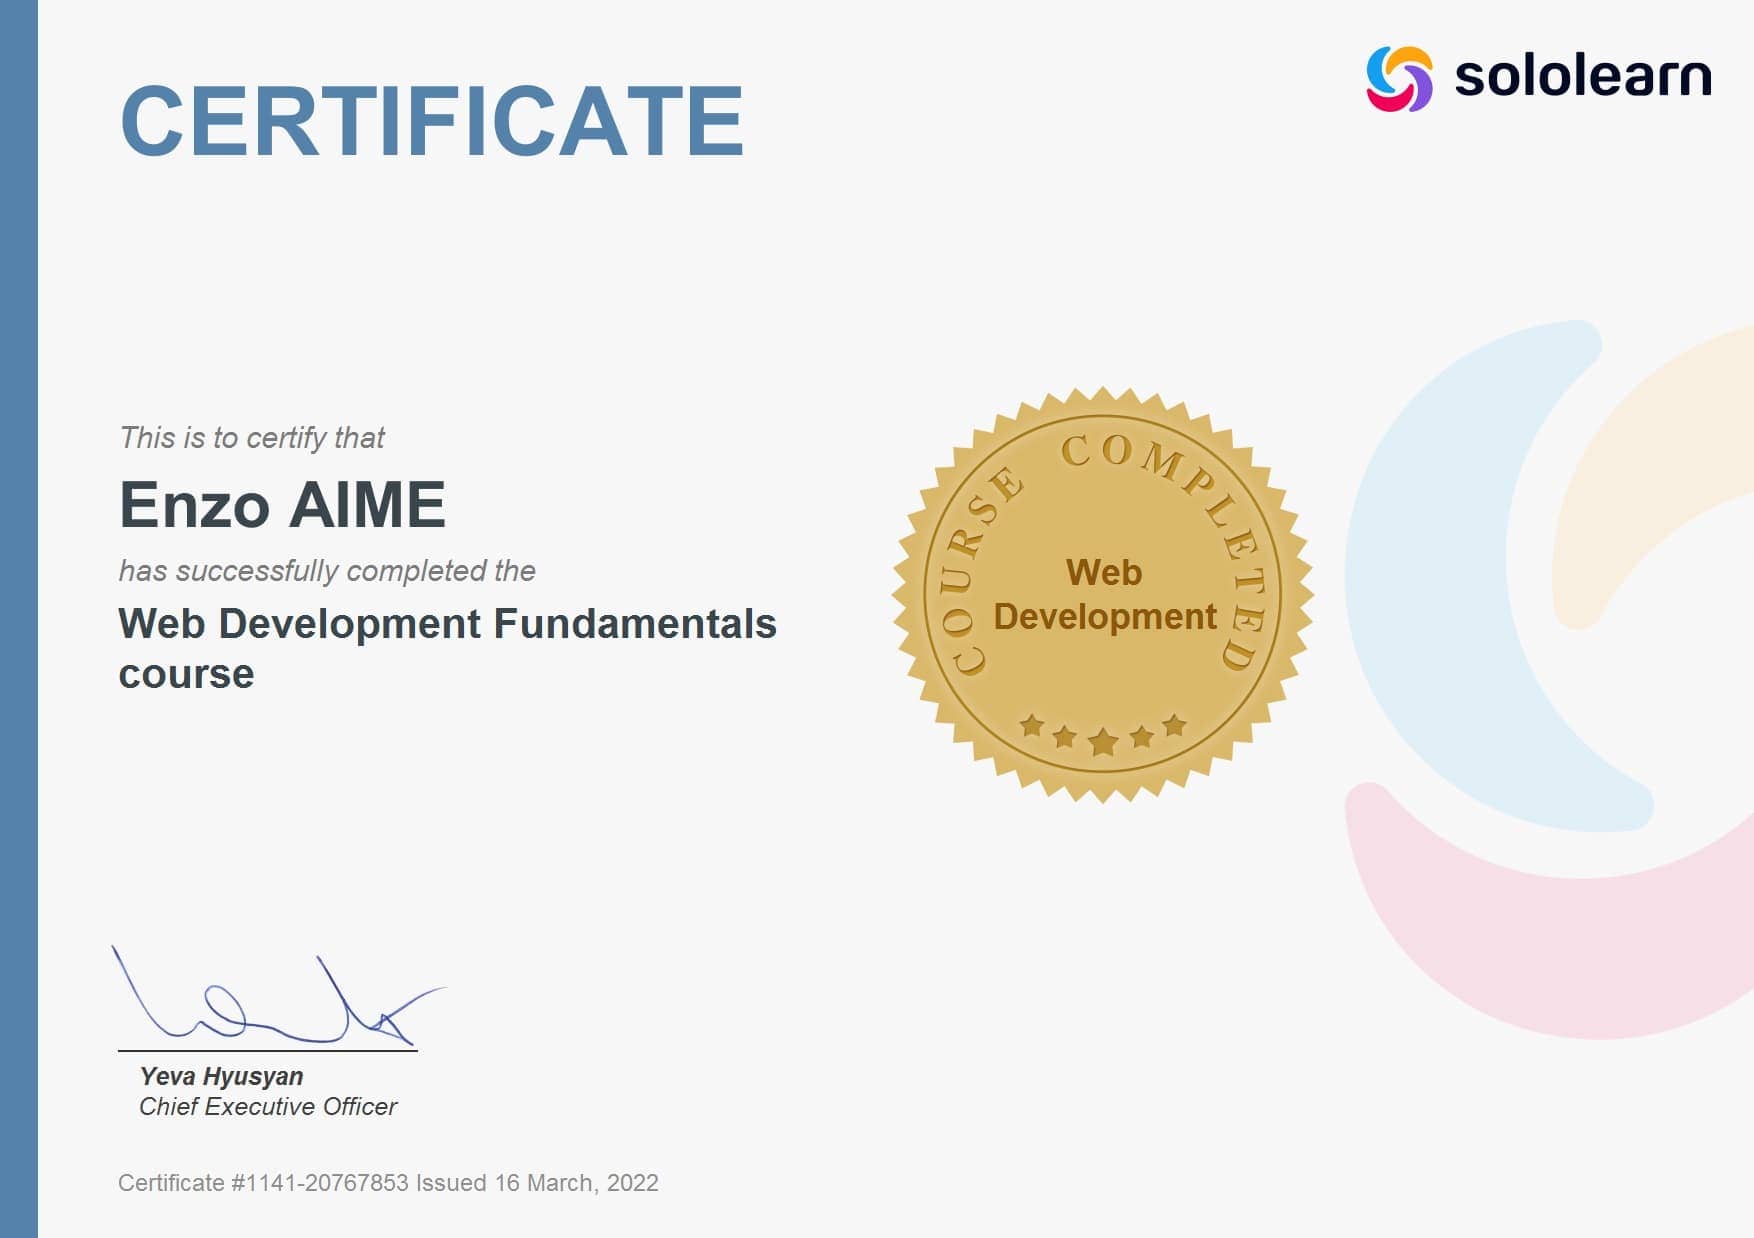 CERTIFICATE
sololearn
This is to certify that
Enzo AIME
has successfully completed the
Web Development Fundamentals
course
COURSE COMPLETED
Web
Development
Yeva Hyusyan
Chief Executive Officer
Certificate #1141-20767853 Issued 16 March, 2022